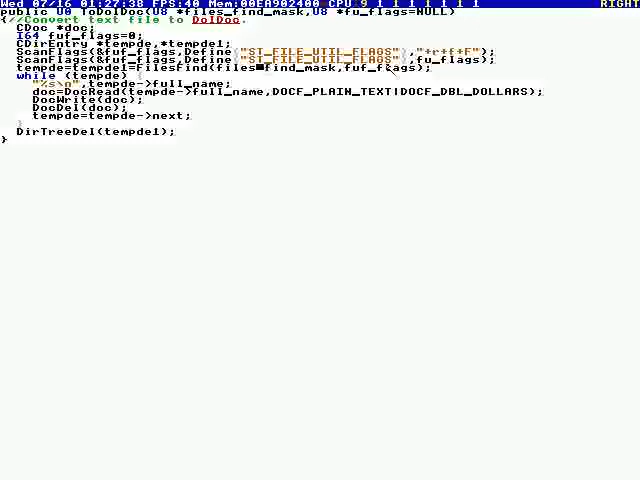 Wed 07/16 01:27:38 FPS:40 Mem:00EA902400 CPU 9 1 1 1 1 1 1 1 RIGHT
public U0 ToDolDoc(U8 *files_find_mask,U8 *fu_flags=NULL)
{//Convert text file to DolDoc.
  CDoc *doc;
  I64 fuf_flags=0;
  CDirEntry *tempde,*tempde1;
  ScanFlags(&fuf_flags,Define("ST_FILE_UTIL_FLAGS"),"+r+f+F");
  ScanFlags(&fuf_flags,Define("ST_FILE_UTIL_FLAGS"),fu_flags);
  tempde=tempde1=FilesFind(files_find_mask,fuf_flags);
  while (tempde) {
    "%s\n",tempde->full_name;
    doc=DocRead(tempde->full_name,DOCF_PLAIN_TEXT|DOCF_DBL_DOLLARS);
    DocWrite(doc);
    DocDel(doc);
    tempde=tempde->next;
  }
  DirTreeDel(tempde1);
}